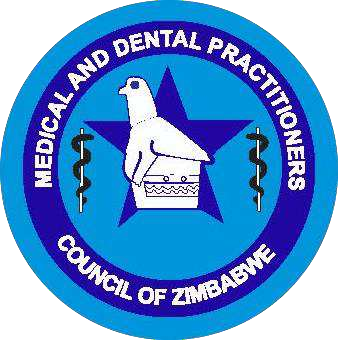 MEDICAL AND DENTAL PRACTITIONERS
COUNCIL OF ZIMBABWE